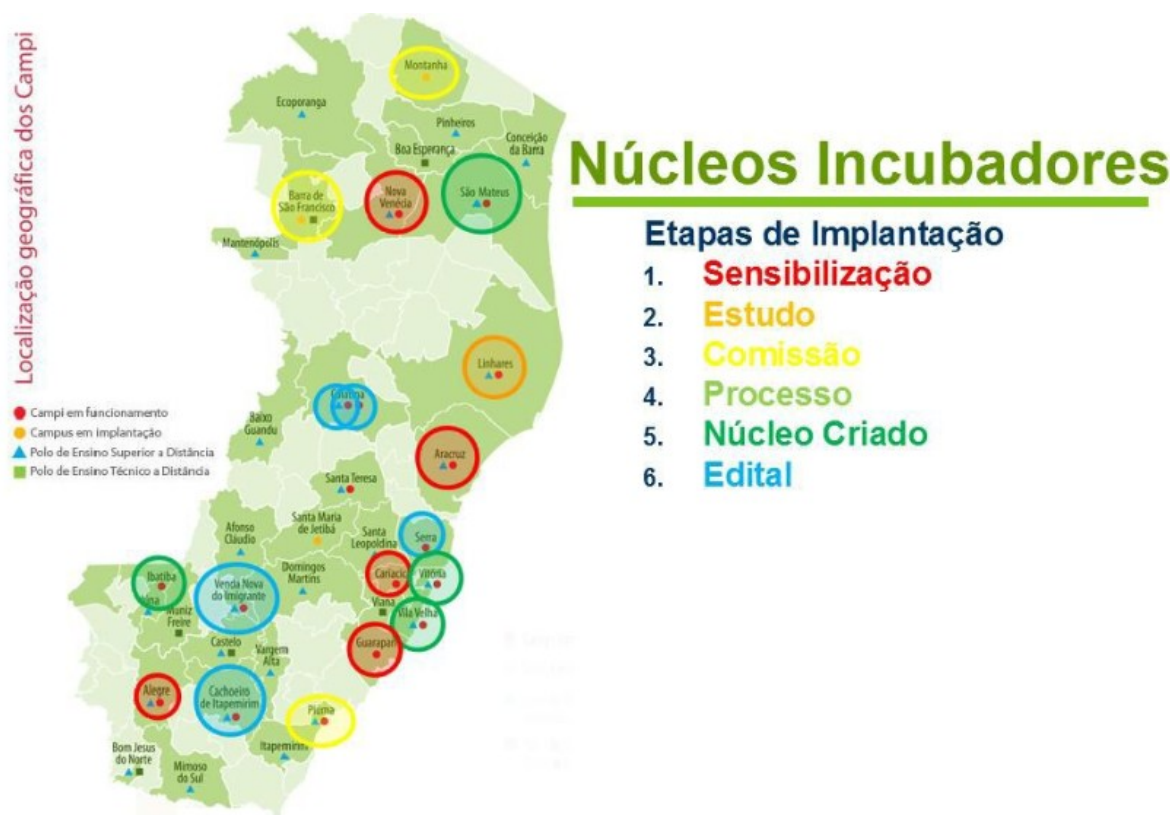 Localização geográfica dos Campi
Montanha
Ecoporanga
Pinheiros
Boa Esperança
Conceição
da Barra
Barra de
São Francisco
Nova
Venécia
São Mateus
Mantenópolis
Linhares
Baixo
Guandu
Aracruz
Santa Teresa
Santa Maria
de Jetibá
Afonso
Cláudio
Santa
Leopoldina
Serra
Ibatiba
Venda Nova
do Imigrante
Domingos
Martins
Cariacica
Vitória
Muniz
Freire
Viana
Vila Velha
Castelo
Vargem
Alta
Guarapari
Alegre
Cachoeiro
de Itapemirim
Piúma
Itapemirim
Bom Jesus
do Norte
Mimoso
do Sul
Campi em funcionamento
Campus em implantação
Polo de Ensino Superior a Distância
Polo de Ensino Técnico a Distância
Núcleos Incubadores
Etapas de Implantação
1. Sensibilização
2. Estudo
3. Comissão
4. Processo
5. Núcleo Criado
6. Edital